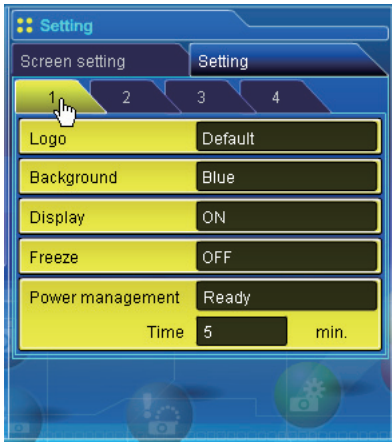 Setting
Screen setting Setting
1 2 3 4
Logo Default
Background Blue
Display ON
Freeze OFF
Power management Ready
Time 5 min.